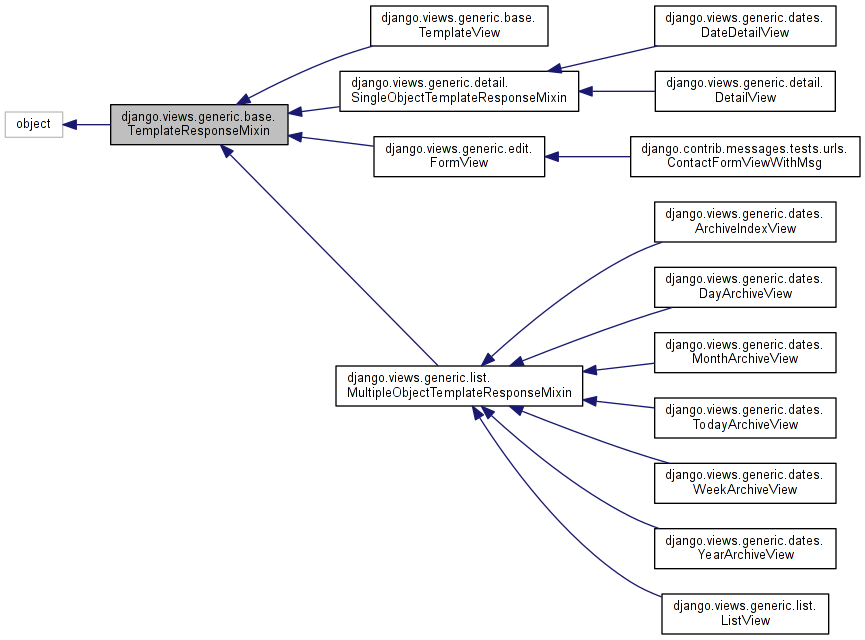 object
django.views.generic.base.
TemplateResponseMixin
django.views.generic.base.
TemplateView
django.views.generic.detail.
SingleObjectTemplateResponseMixin
django.views.generic.edit.
FormView
django.views.generic.list.
MultipleObjectTemplateResponseMixin
django.views.generic.dates.
DateDetailView
django.views.generic.detail.
DetailView
django.contrib.messages.tests.urls.
ContactFormViewWithMsg
django.views.generic.dates.
ArchiveIndexView
django.views.generic.dates.
DayArchiveView
django.views.generic.dates.
MonthArchiveView
django.views.generic.dates.
TodayArchiveView
django.views.generic.dates.
WeekArchiveView
django.views.generic.dates.
YearArchiveView
django.views.generic.list.
ListView